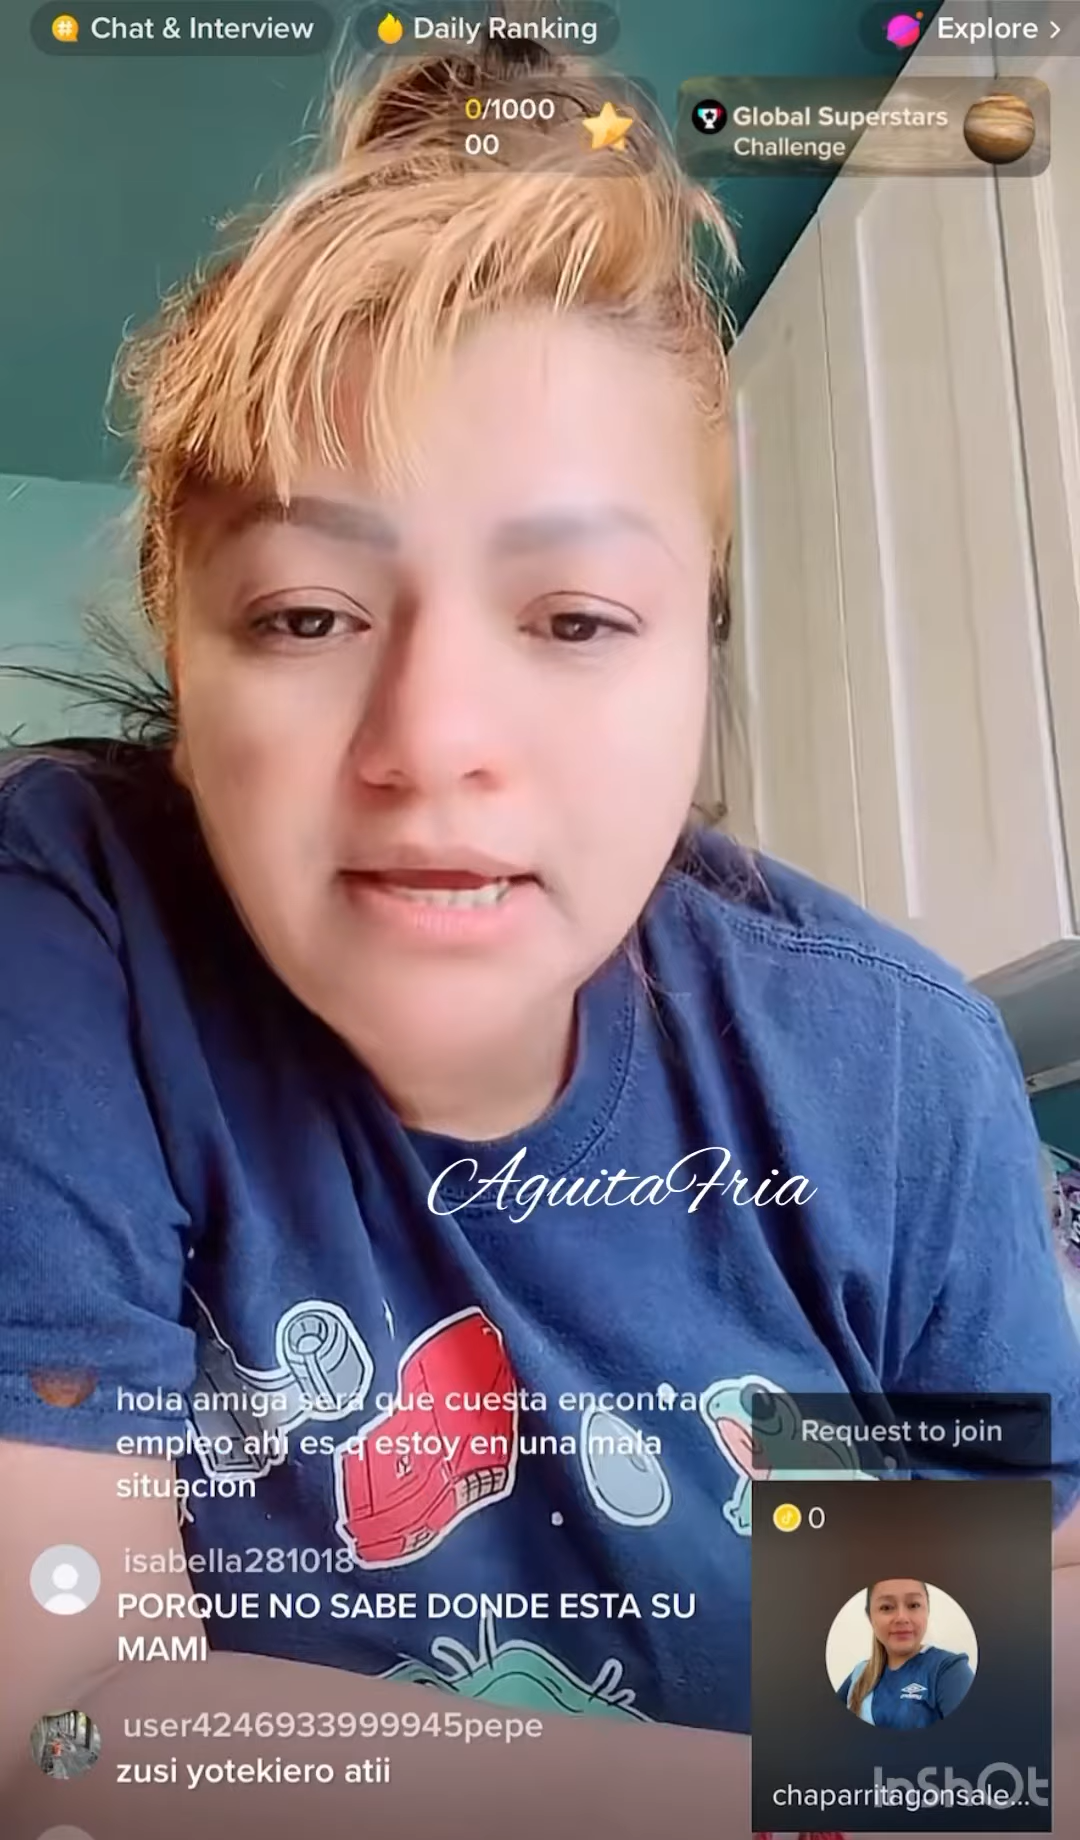 Chat & Interview
Daily Ranking
Explore >
0/1000
00
Global Superstars
Challenge
AguitaFria
hola amiga será que cuesta encontrar
empleo ahi es q estoy en una mala
situación
Request to join
0
isabella281018
PORQUE NO SABE DONDE ESTA SU
MAMI
user4246933999945pepe
zusi yotekiero atii
chaparritagonsale...
InShOt